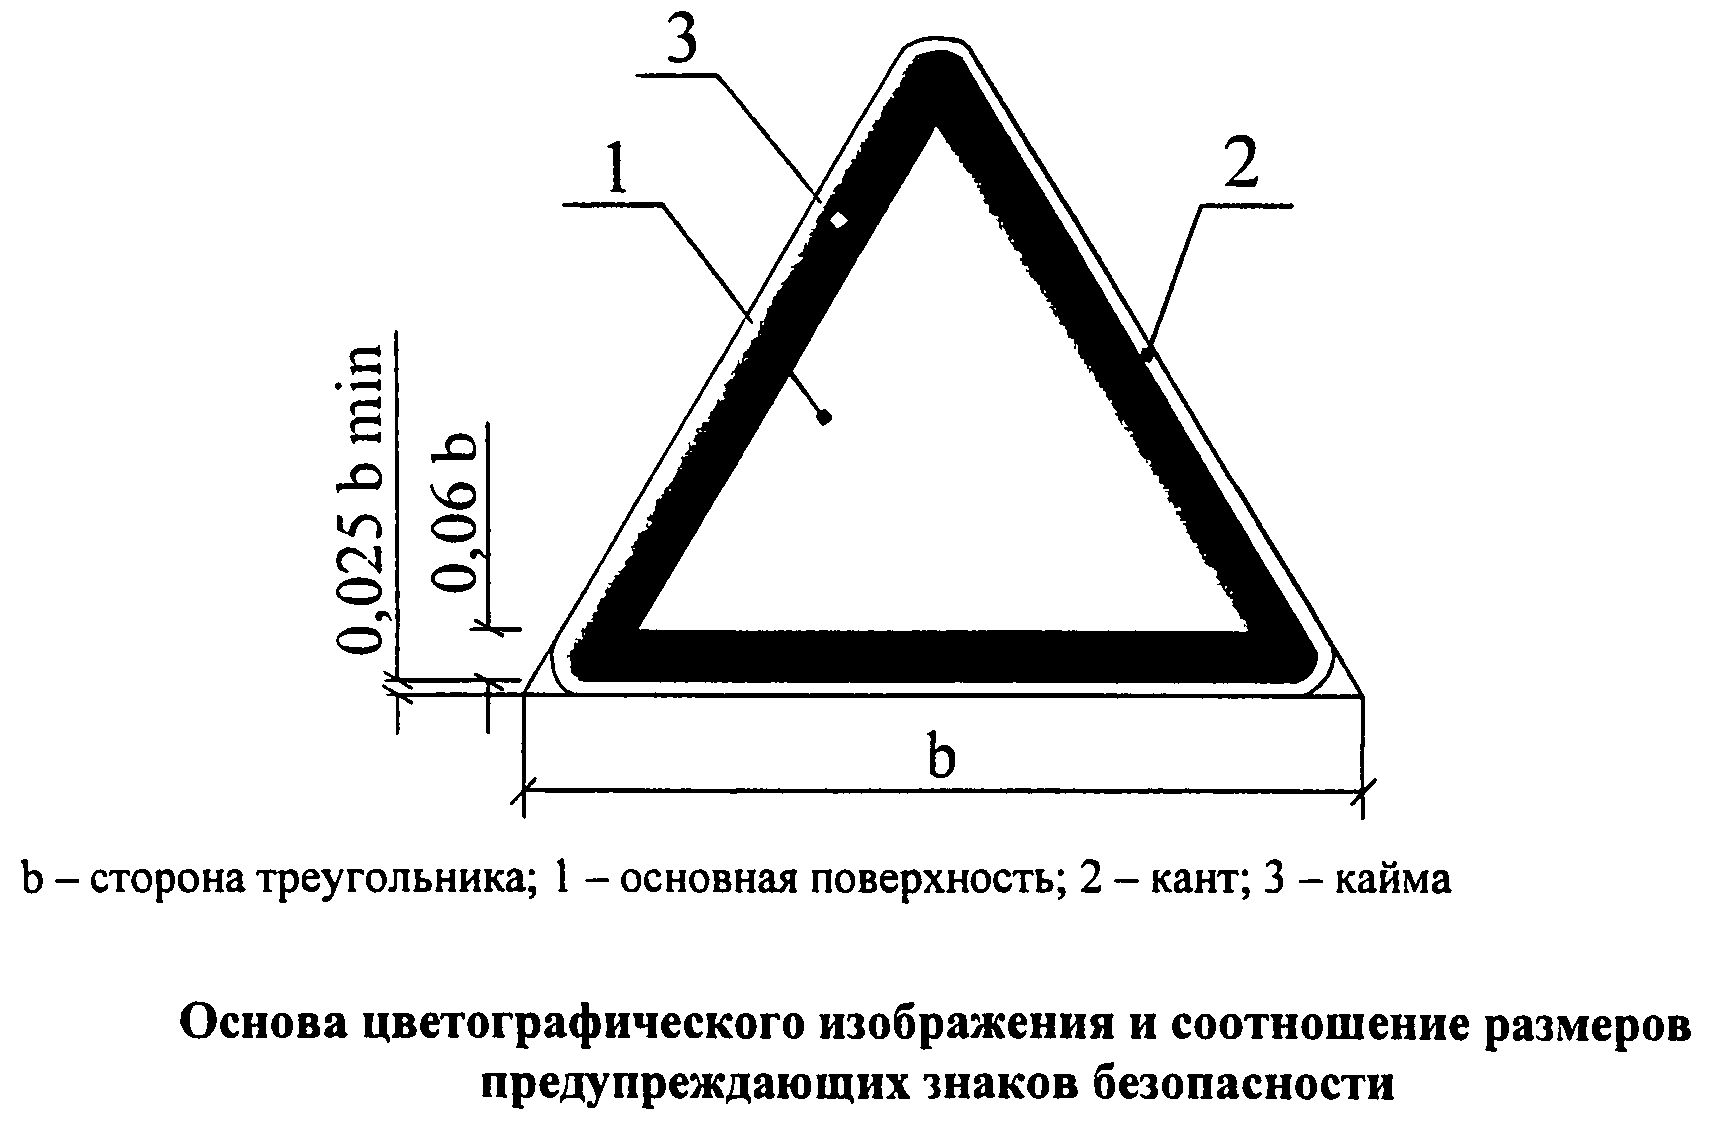 3
1
2
0,025 b min
0,06 b
b
b – сторона треугольника; 1 – основная поверхность; 2 – кант; 3 – кайма
Основа цветографического изображения и соотношение размеров
предупреждающих знаков безопасности